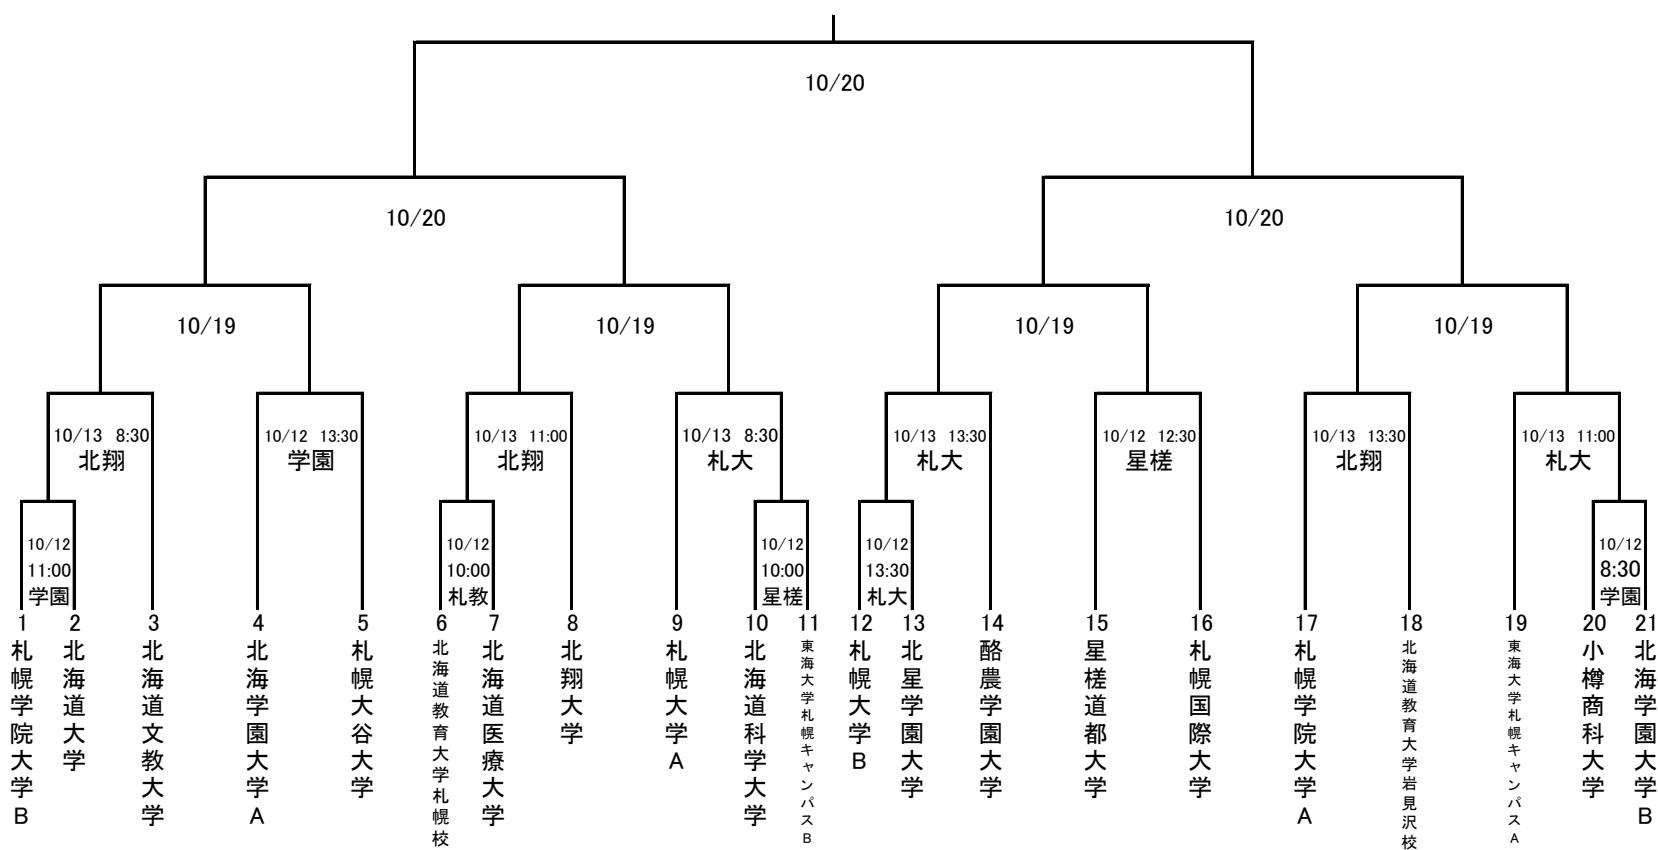 10/20
10/20
10/20
10/19
10/19
10/19
10/19
10/13 8:30
北翔
10/12 13:30
学園
10/13 11:00
北翔
10/13 8:30
札大
10/13 13:30
札大
10/12 12:30
星槎
10/13 13:30
北翔
10/13 11:00
札大
10/12
11:00
学園
10/12
10:00
札教
10/12
10:00
星槎
10/12
13:30
札大
10/12
8:30
学園
1
札幌学院大学B
2
北海道大学
3
北海道文教大学
4
北海学園大学A
5
札幌大谷大学
6
北海道教育大学札幌校
7
北海道医療大学
8
北翔大学
9
札幌大学A
10
北海道科学大学
11
東海大学札幌キャンパスB
12
札幌大学B
13
北星学園大学
14
酪農学園大学
15
星槎道都大学
16
札幌国際大学
17
札幌学院大学A
18
北海道教育大学岩見沢校
19
東海大学札幌キャンパスA
20
小樽商科大学
21
北海学園大学B